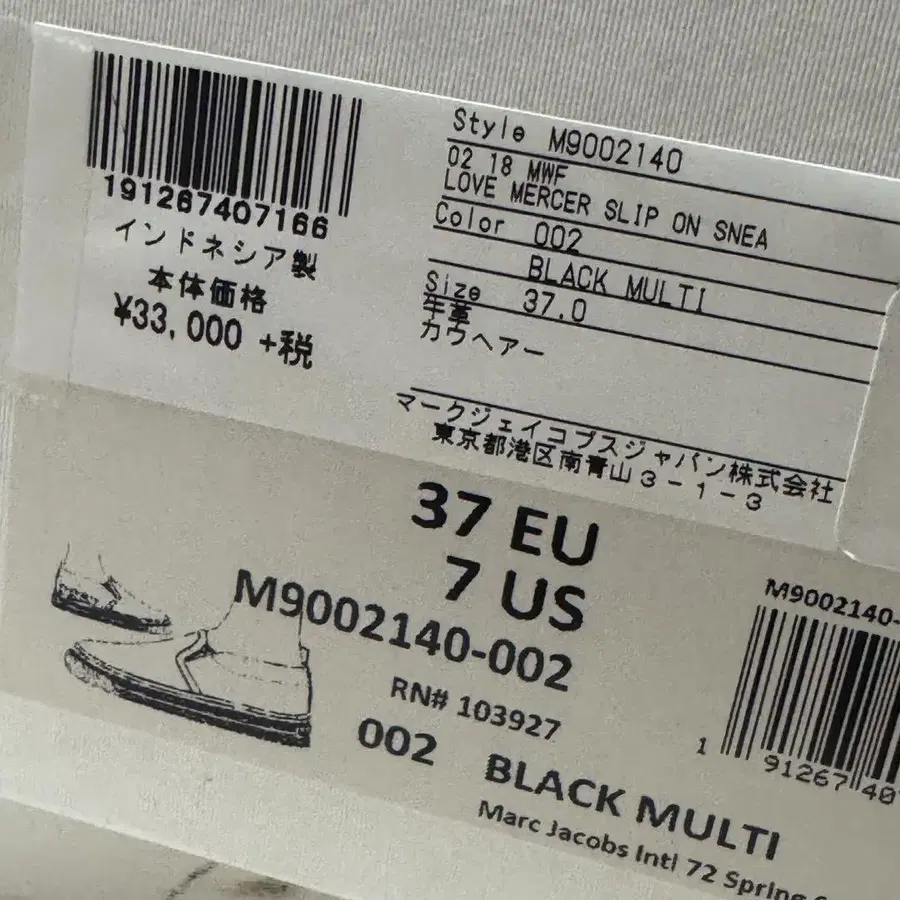 191267407166
インドネシア製
本体価格
¥33,000 +税
Style M9002140
02 18 MWF
LOVE MERCER SLIP ON SNEA
Color 002
BLACK MULTI
Size 37.0
牛革
カウヘアー
マークジェイコブスジャパン株式会社
東京都港区南青山3-1-3
37 EU
7 US
M9002140-002
RN# 103927
002 BLACK MULTI
Marc Jacobs Intl 72 Spring
M9002140-
1 91267 40